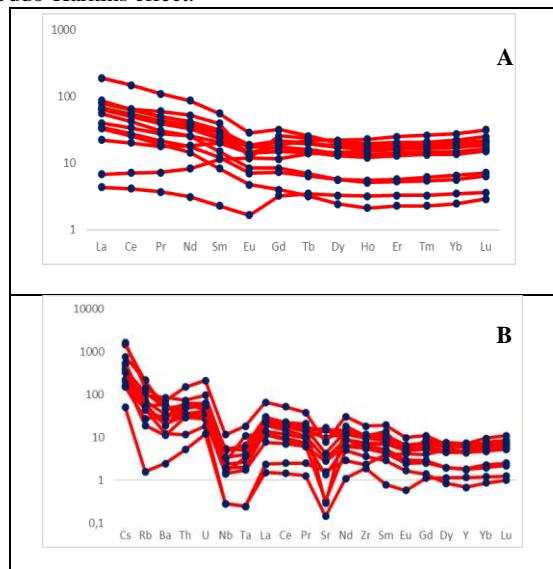 1000
A
100
10
1
La Ce Pr Nd Sm Eu Gd Tb Dy Ho Er Tm Yb Lu
10000
B
1000
100
10
1
0,1
Cs Rb Ba Th U Nb Ta La Ce Pr Sr Nd Zr Sm Eu Gd Dy Y Yb Lu